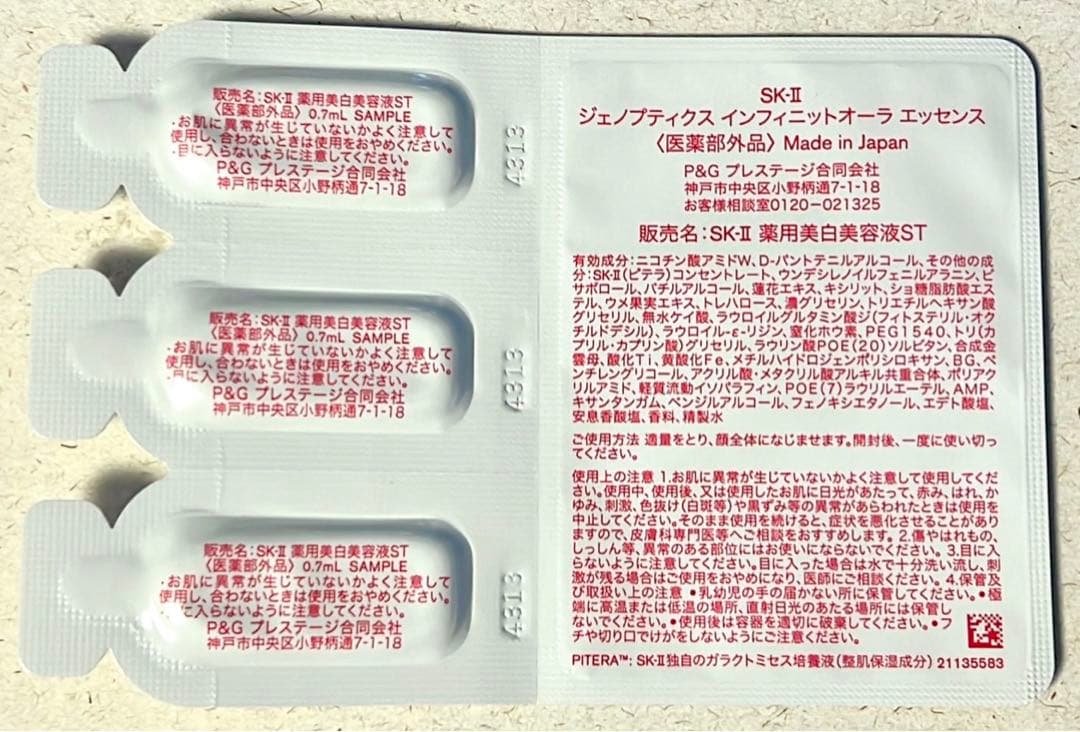 販売名:SK-Ⅱ 薬用美白美容液ST
〈医薬部外品〉0.7mL SAMPLE
・お肌に異常が生じていないかよく注意して
使用し、合わないときは使用をおやめください。
・目に入らないように注意してください。
P&G プレステージ合同会社
神戸市中央区小野柄通7-1-18
4313
販売名:SK-Ⅱ 薬用美白美容液ST
〈医薬部外品〉0.7mL SAMPLE
・お肌に異常が生じていないかよく注意して
使用し、合わないときは使用をおやめください。
・目に入らないように注意してください。
P&G プレステージ合同会社
神戸市中央区小野柄通7-1-18
4313
販売名:SK-Ⅱ 薬用美白美容液ST
〈医薬部外品〉0.7mL SAMPLE
・お肌に異常が生じていないかよく注意して
使用し、合わないときは使用をおやめください。
・目に入らないように注意してください。
P&G プレステージ合同会社
神戸市中央区小野柄通7-1-18
4313
SK-Ⅱ
ジェノプティクス インフィニットオーラ エッセンス
〈医薬部外品〉Made in Japan
P&G プレステージ合同会社
神戸市中央区小野柄通7-1-18
お客様相談室0120-021325
販売名:SK-Ⅱ 薬用美白美容液ST
有効成分:ニコチン酸アミドW、D-パントテニルアルコール、その他の成
分:SK-Ⅱ(ピテラ)コンセントレート、ウンデシレノイルフェニルアラニン、ビ
サボロール、バチルアルコール、蓮花エキス、キシリット、ショ糖脂肪酸エス
テル、ウメ果実エキス、トレハロース、濃グリセリン、トリエチルヘキサン酸
グリセリル、無水ケイ酸、ラウロイルグルタミン酸ジ(フィトステリル・オク
チルドデシル)、ラウロイル-ε-リジン、窒化ホウ素、PEG1540、トリ(カ
プリル・カプリン酸)グリセリル、ラウリン酸POE(20)ソルビタン、合成金
雲母、酸化Ti、黄酸化Fe、メチルハイドロジェンポリシロキサン、BG、ペ
ンチレングリコール、アクリル酸・メタクリル酸アルキル共重合体、ポリアク
リルアミド、軽質流動イソパラフィン、POE(7)ラウリルエーテル、AMP、
キサンタンガム、ベンジルアルコール、フェノキシエタノール、エデト酸塩、
安息香酸塩、香料、精製水
ご使用方法 適量をとり、顔全体になじませます。開封後、一度に使い切っ
てください。
使用上の注意 1.お肌に異常が生じていないかよく注意して使用してくだ
さい。使用中、使用後、又は使用したお肌に日光があたって、赤み、はれ、か
ゆみ、刺激、色抜け(白斑等)や黒ずみ等の異常があらわれたときは使用を
中止してください。そのまま使用を続けると、症状を悪化させることがあり
ますので、皮膚科専門医等へご相談をおすすめします。2.傷やはれもの、
しっしん等、異常のある部位にはお使いにならないでください。3.目に入
らないように注意してください。目に入った場合は水で十分洗い流し、刺
激が残る場合はご使用をおやめになり、医師にご相談ください。4.保管及
び取扱い上の注意 ●乳幼児の手の届かない所に保管してください。●極
端に高温または低温の場所、直射日光のあたる場所には保管し
ないでください。●使用後は容器を適切に破棄してください。●フ
チや切り口でけがをしないようにご注意ください。
PITERA™: SK-Ⅱ独自のガラクトミセス培養液(整肌保湿成分) 21135583